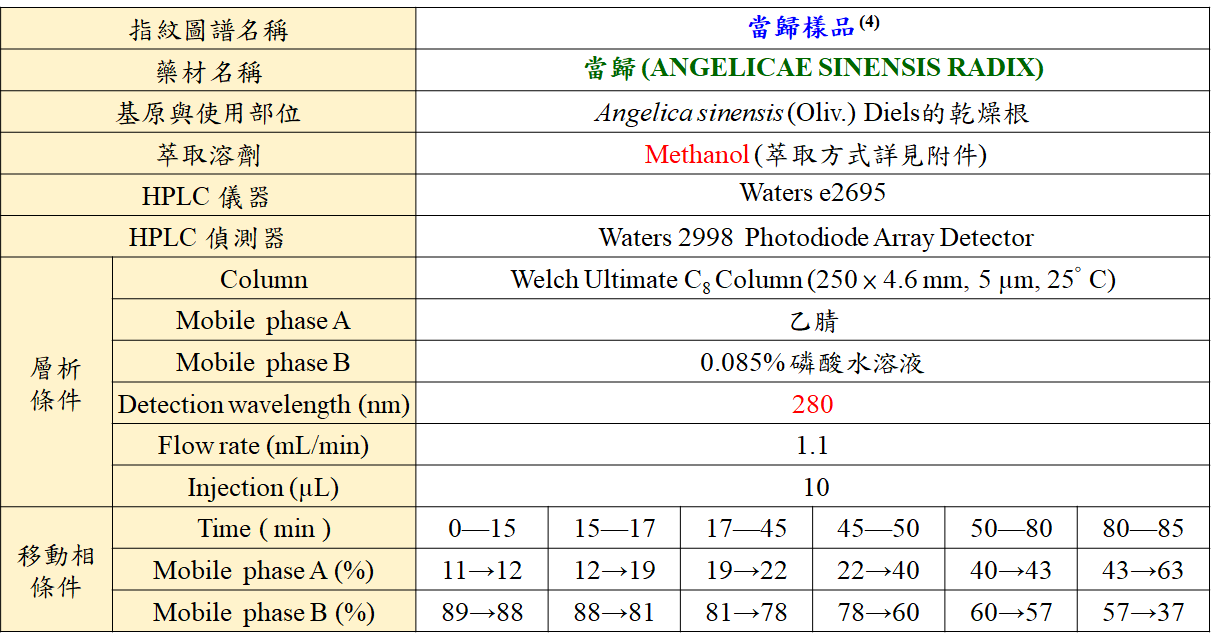 指紋圖譜名稱 當歸樣品(4)
藥材名稱 當歸 (ANGELICAE SINENSIS RADIX)
基原與使用部位 Angelica sinensis (Oliv.) Diels的乾燥根
萃取溶劑 Methanol (萃取方式詳見附件)
HPLC 儀器 Waters e2695
HPLC 偵測器 Waters 2998 Photodiode Array Detector
層析條件
Column Welch Ultimate C8 Column (250 × 4.6 mm, 5 μm, 25° C)
Mobile phase A 乙腈
Mobile phase B 0.085% 磷酸水溶液
Detection wavelength (nm) 280
Flow rate (mL/min) 1.1
Injection (μL) 10
移動相條件
Time ( min ) 0—15 15—17 17—45 45—50 50—80 80—85
Mobile phase A (%) 11→12 12→19 19→22 22→40 40→43 43→63
Mobile phase B (%) 89→88 88→81 81→78 78→60 60→57 57→37